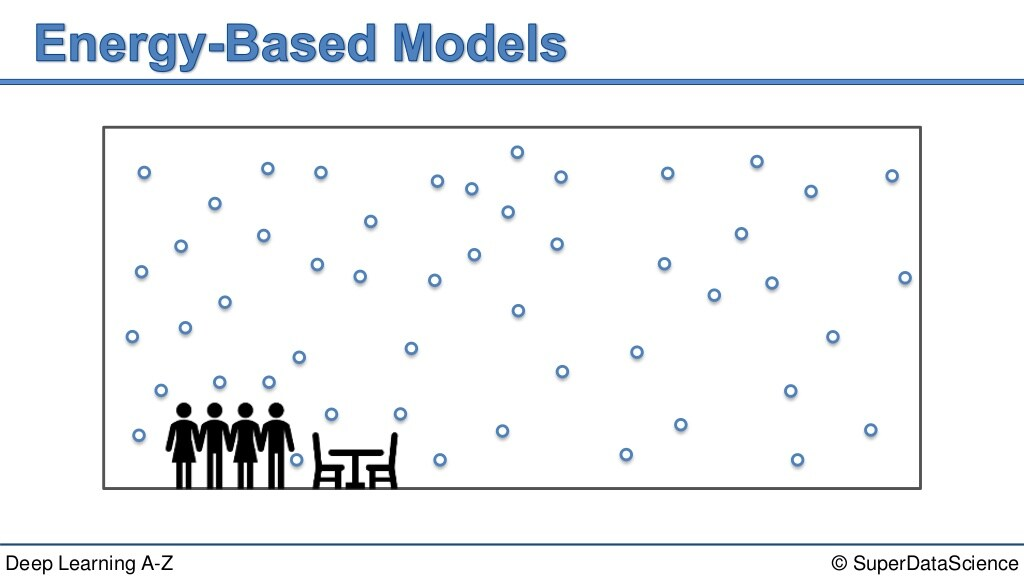 Energy-Based Models
Deep Learning A-Z
© SuperDataScience